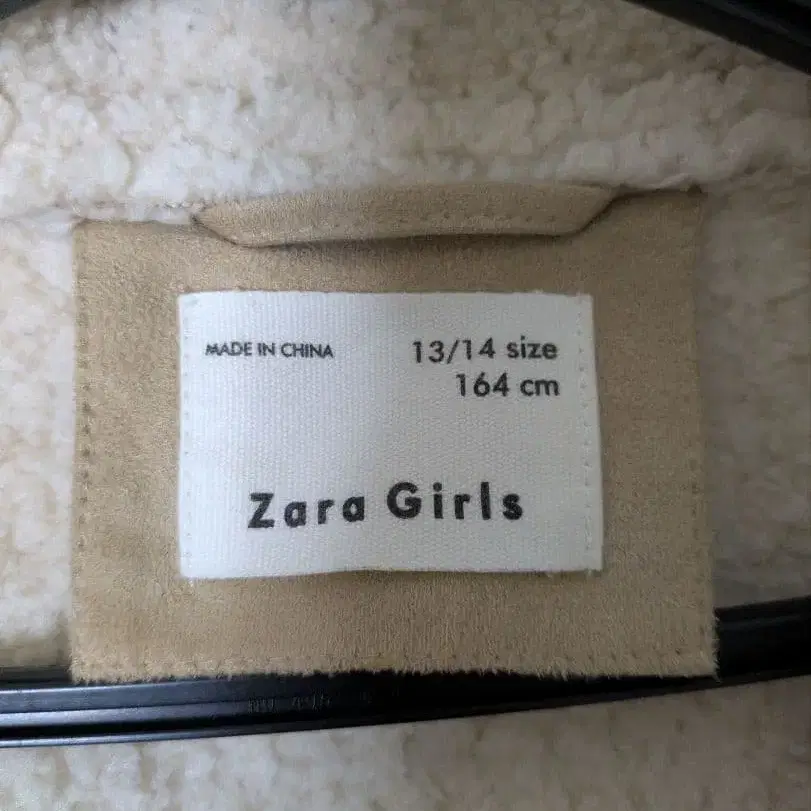 MADE IN CHINA
13/14 size
164 cm
Zara Girls